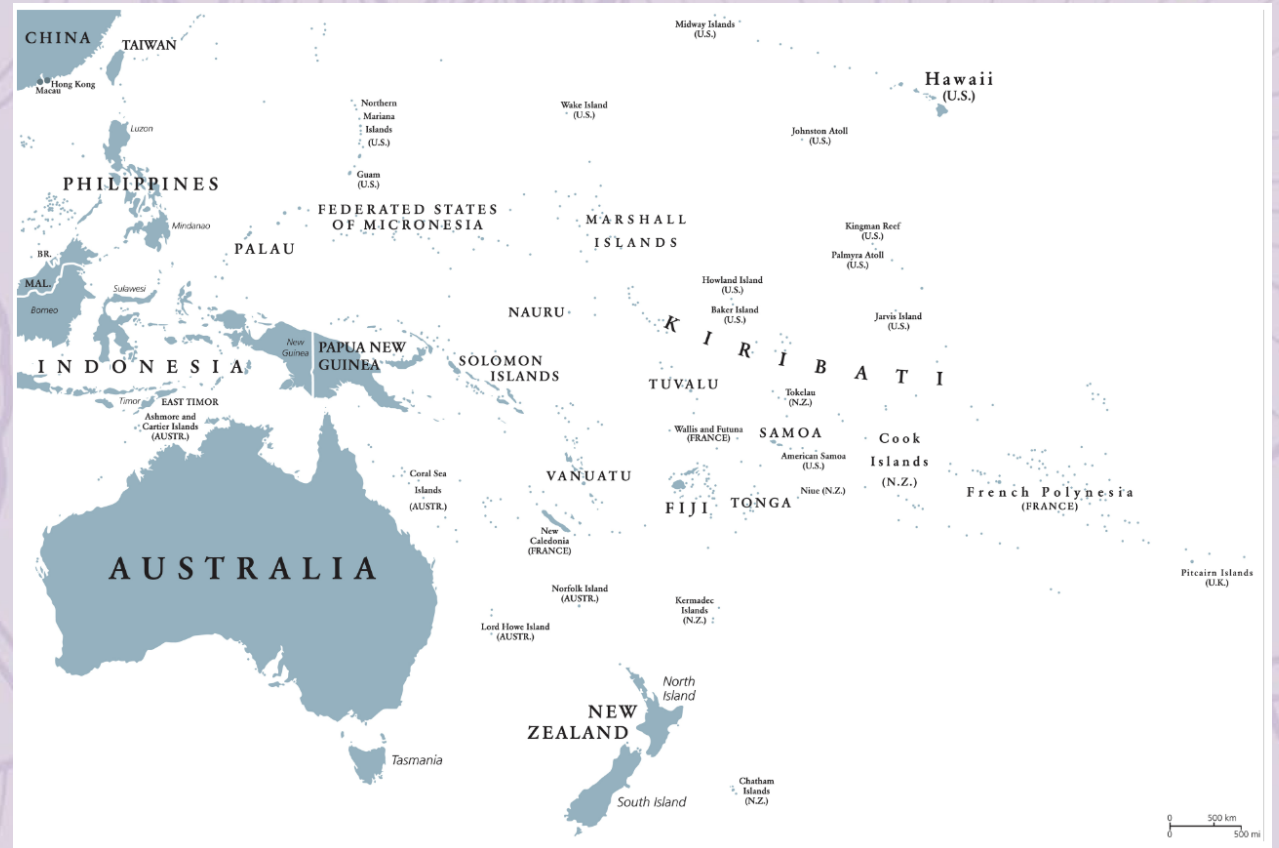 Midway Islands
(U.S.)
CHINA
TAIWAN
Hong Kong
Macau
Hawaii
(U.S.)
Northern
Mariana
Islands
(U.S.)
Wake Island
(U.S.)
Johnston Atoll
(U.S.)
Luzon
Guam
(U.S.)
PHILIPPINES
FEDERATED STATES
OF MICRONESIA
MARSHALL
ISLANDS
Mindanao
PALAU
Kingman Reef
(U.S.)
Palmyra Atoll
(U.S.)
BR.
MAL.
Borneo
Sulawesi
Howland Island
(U.S.)
Baker Island
(U.S.)
NAURU
Jarvis Island
(U.S.)
KIRIBATI
New
Guinea
PAPUA NEW
GUINEA
INDONESIA
SOLOMON
ISLANDS
TUVALU
Tokelau
(N.Z.)
Timor
EAST TIMOR
Ashmore and
Cartier Islands
(AUSTR.)
Wallis and Futuna
(FRANCE)
SAMOA
American Samoa
(U.S.)
Cook
Islands
(N.Z.)
Coral Sea
Islands
(AUSTR.)
VANUATU
FIJI
TONGA
Niue (N.Z.)
French Polynesia
(FRANCE)
New
Caledonia
(FRANCE)
AUSTRALIA
Pitcairn Islands
(U.K.)
Norfolk Island
(AUSTR.)
Kermadec
Islands
(N.Z.)
Lord Howe Island
(AUSTR.)
North
Island
NEW
ZEALAND
Tasmania
South Island
Chatham
Islands
(N.Z.)
0 500 km
0 500 mi